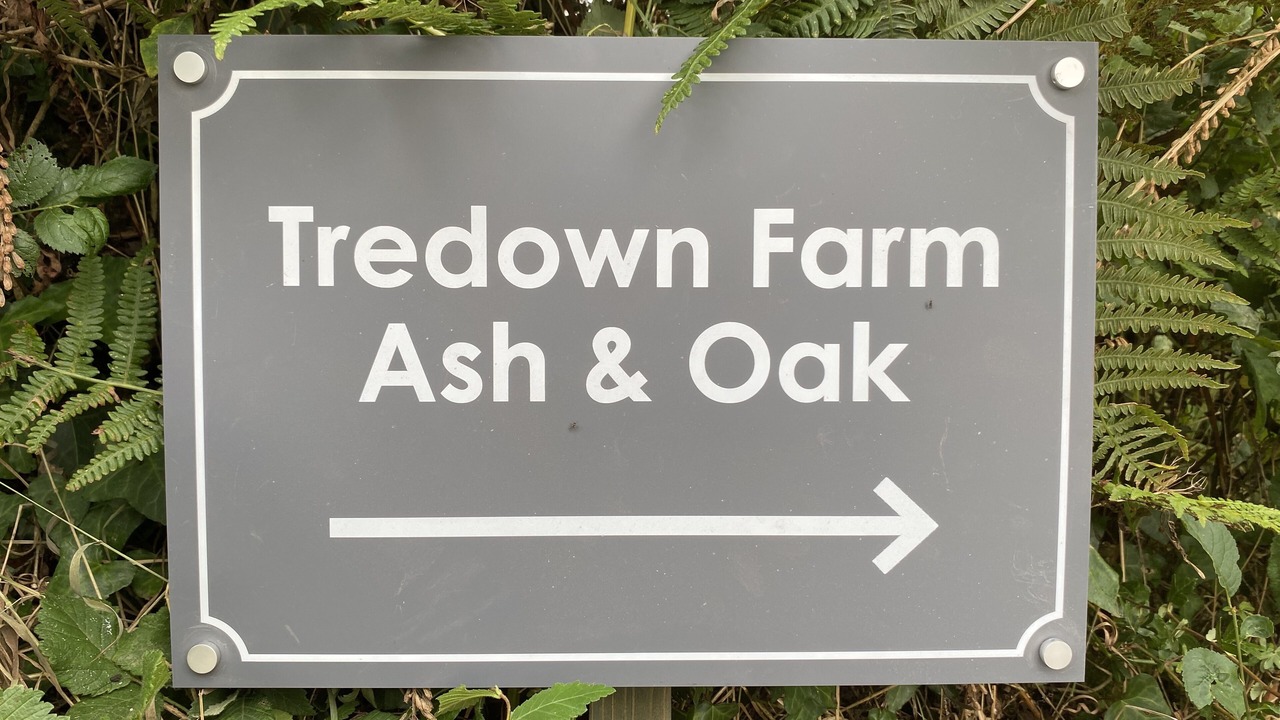 Tredown Farm
Ash & Oak